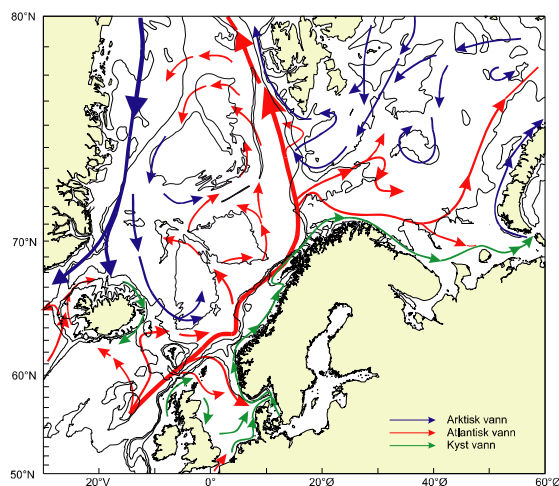 80°N
70°N
60°N
50°N
20°V
0°
20°Ø
40°Ø
60°Ø
Arktisk vann
Atlantisk vann
Kyst vann